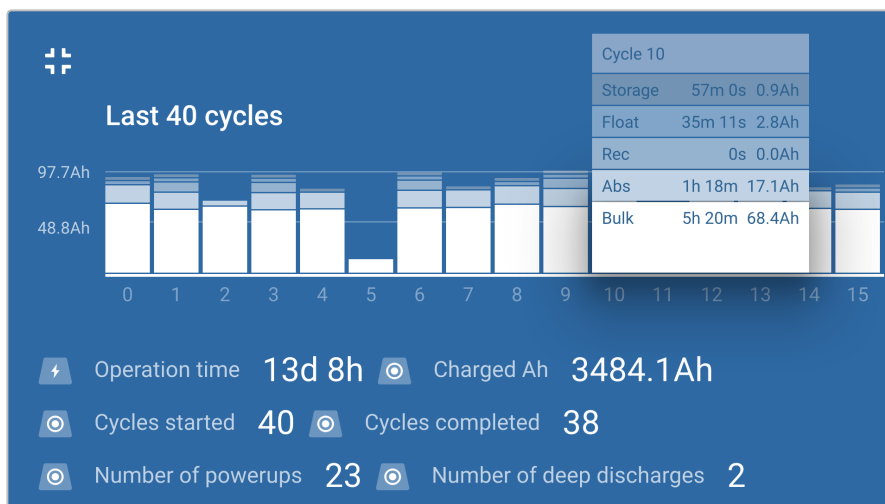 Cycle 10
Storage 57m 0s 0.9Ah
Last 40 cycles
Float 35m 11s 2.8Ah
Rec 0s 0.0Ah
97.7Ah
Abs 1h 18m 17.1Ah
Bulk 5h 20m 68.4Ah
48.8Ah
0 1 2 3 4 5 6 7 8 9 10 11 12 13 14 15
Operation time 13d 8h Charged Ah 3484.1Ah
Cycles started 40 Cycles completed 38
Number of powerups 23 Number of deep discharges 2